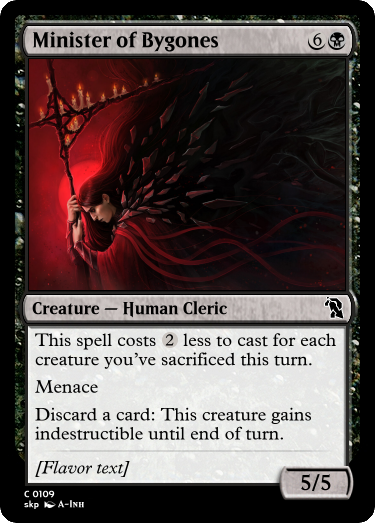 Minister of Bygones 6
Creature — Human Cleric
This spell costs 2 less to cast for each
creature you've sacrificed this turn.
Menace
Discard a card: This creature gains
indestructible until end of turn.
[Flavor text]
5/5
C 0109
skp A-Inh